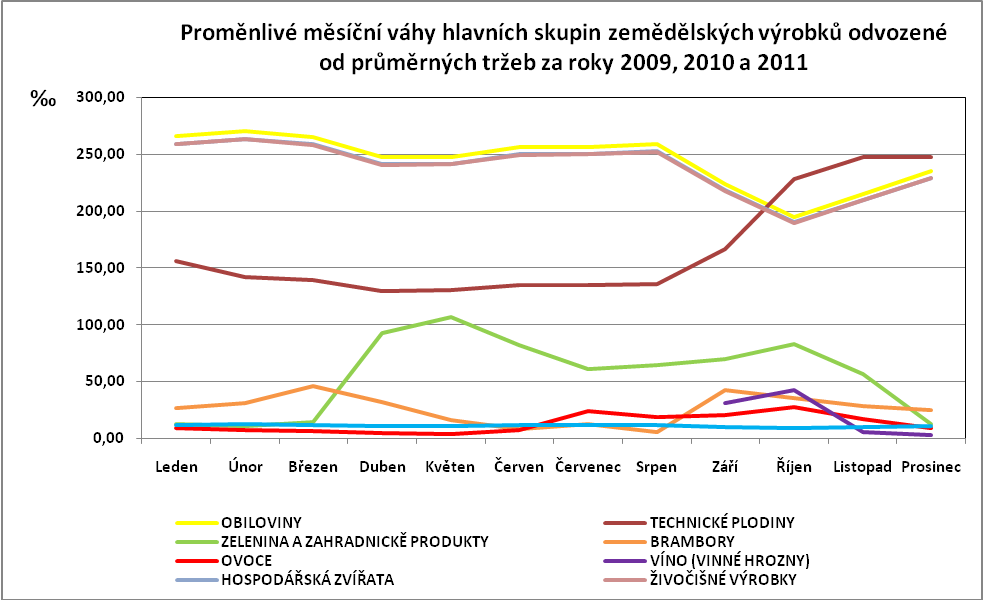 Proměnlivé měsíční váhy hlavních skupin zemědělských výrobků odvozené
od průměrných tržeb za roky 2009, 2010 a 2011
‰
300,00
250,00
200,00
150,00
100,00
50,00
0,00
Leden Únor Březen Duben Květen Červen Červenec Srpen Září Říjen Listopad Prosinec
OBILOVINY TECHNICKÉ PLODINY
ZELENINA A ZAHRADNICKĚ PRODUKTY BRAMBORY
OVOCE VÍNO (VINNÉ HROZNY)
HOSPODÁŘSKÁ ZVÍŘATA ŽIVOČIŠNÉ VÝROBKY